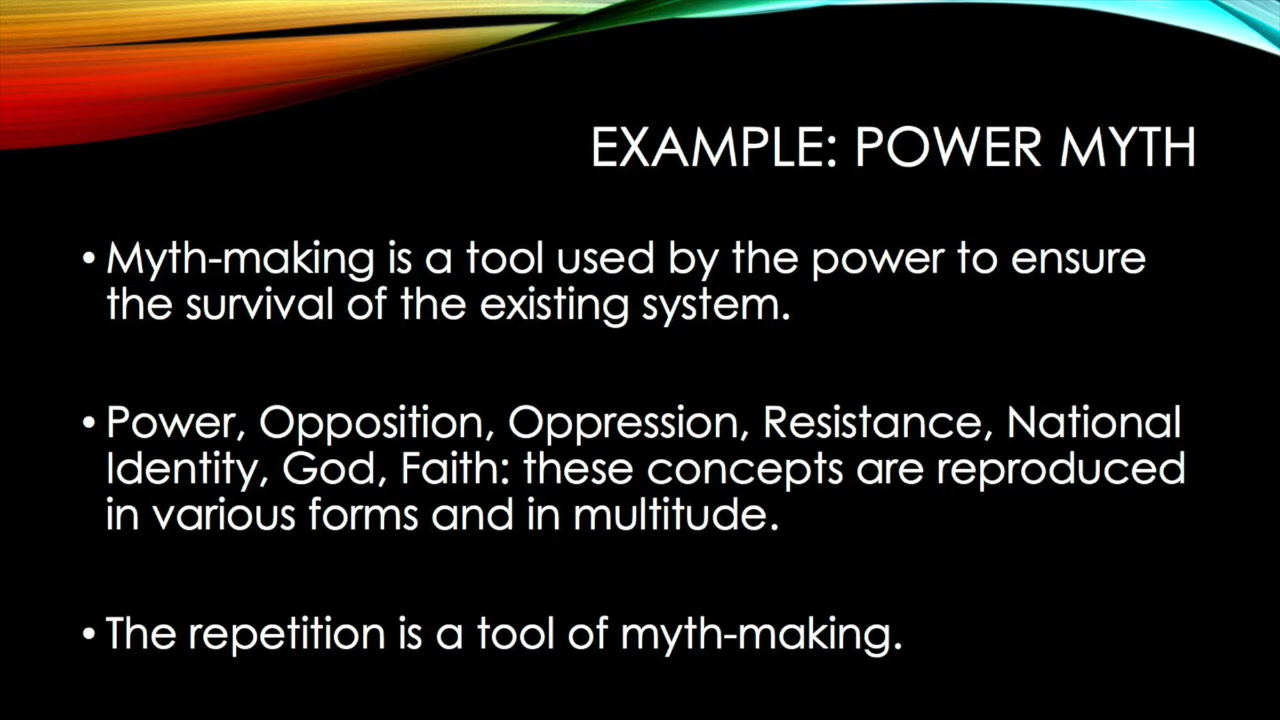 EXAMPLE: POWER MYTH
• Myth-making is a tool used by the power to ensure
the survival of the existing system.
• Power, Opposition, Oppression, Resistance, National
Identity, God, Faith: these concepts are reproduced
in various forms and in multitude.
• The repetition is a tool of myth-making.